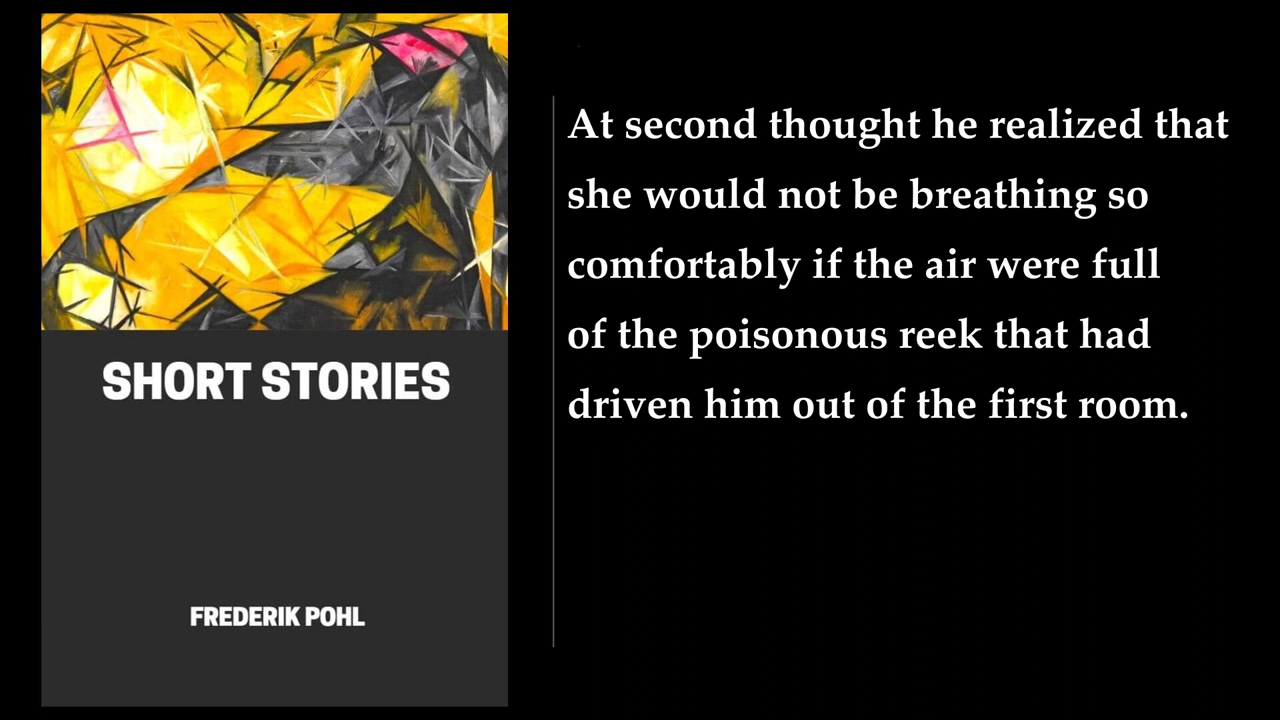 SHORT STORIES
FREDERIK POHL
At second thought he realized that
she would not be breathing so
comfortably if the air were full
of the poisonous reek that had
driven him out of the first room.